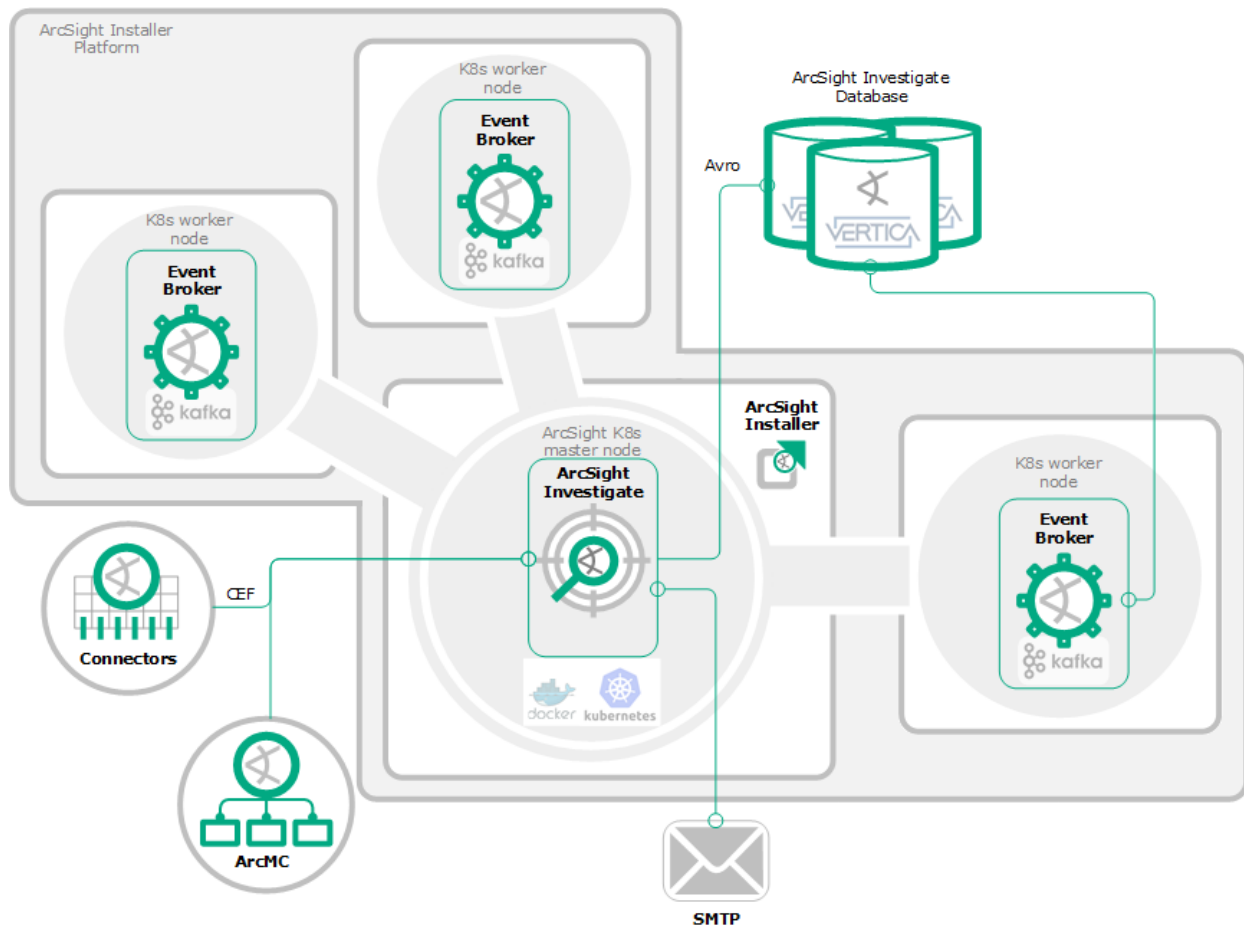 ArcSight Installer
Platform
K8s worker
node
Event
Broker
kafka
ArcSight Investigate
Database
Avro
VERTICA
K8s worker
node
Event
Broker
kafka
ArcSight
Installer
ArcSight K8s
master node
ArcSight
Investigate
docker
kubernetes
K8s worker
node
Event
Broker
kafka
CEF
Connectors
ArcMC
SMTP